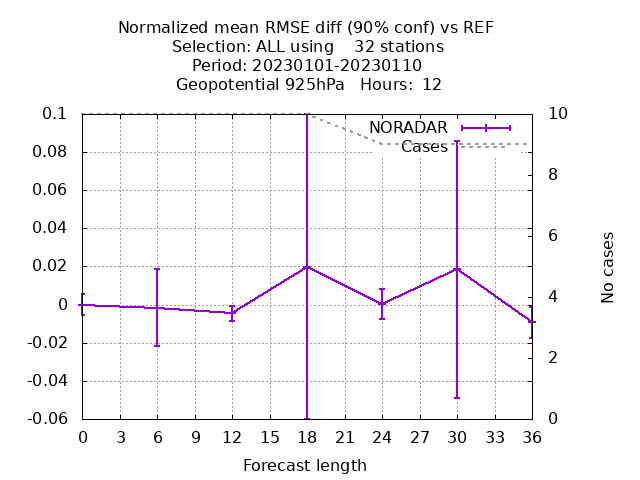 Normalized mean RMSE diff (90% conf) vs REF
Selection: ALL using    32 stations
Period: 20230101-20230110
Geopotential 925hPa   Hours:  12
0.1
0.08
0.06
0.04
0.02
0
-0.02
-0.04
-0.06
10
8
6
4
2
0
NORADAR
Cases
No cases
0 3 6 9 12 15 18 21 24 27 30 33 36
Forecast length